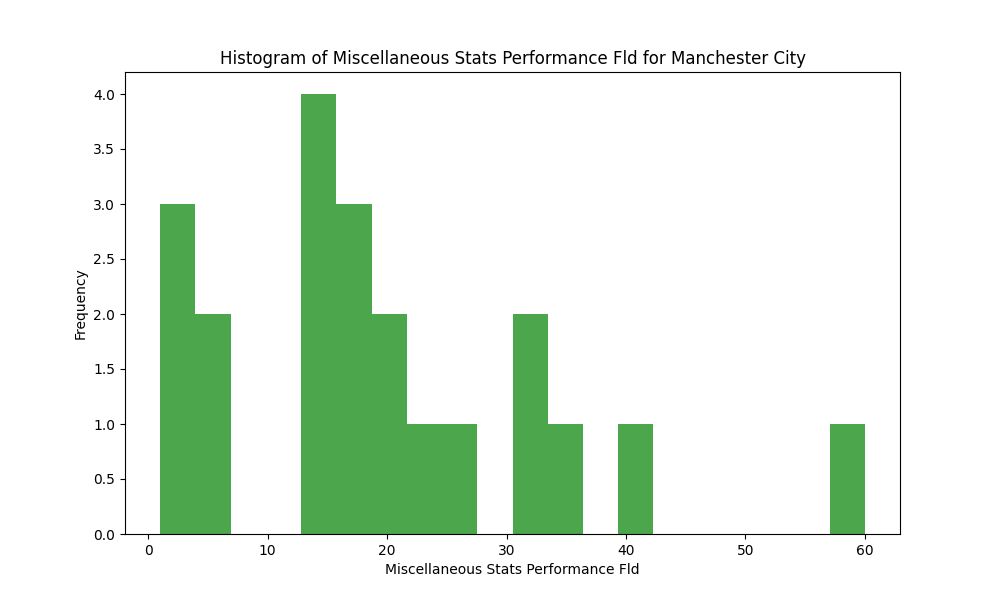 Histogram of Miscellaneous Stats Performance Fld for Manchester City
4.0
3.5
3.0
2.5
2.0
1.5
1.0
0.5
0.0
Frequency
0 10 20 30 40 50 60
Miscellaneous Stats Performance Fld